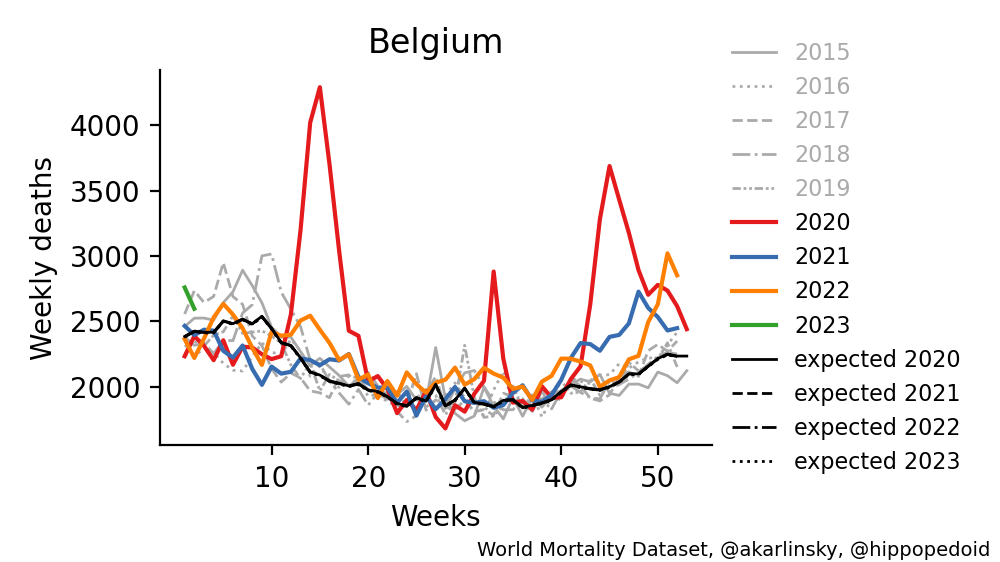 Belgium
Weekly deaths
4000
3500
3000
2500
2000
10 20 30 40 50
Weeks
2015
2016
2017
2018
2019
2020
2021
2022
2023
expected 2020
expected 2021
expected 2022
expected 2023
World Mortality Dataset, @akarlinsky, @hippopedoid